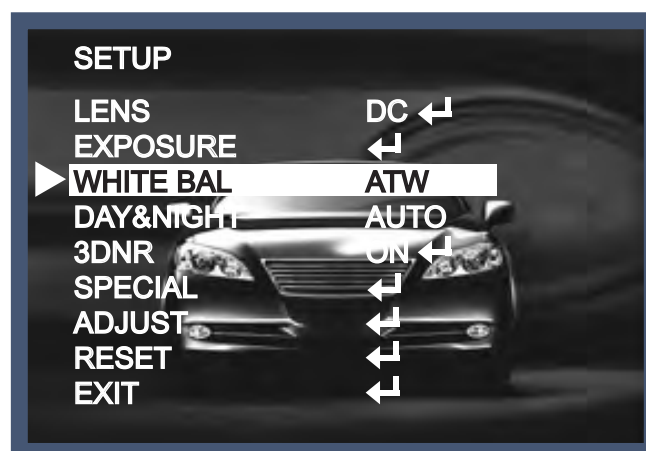 SETUP
LENS DC ↵
EXPOSURE ↵
WHITE BAL ATW
DAY&NIGHT AUTO
3DNR ON ↵
SPECIAL ↵
ADJUST ↵
RESET ↵
EXIT ↵